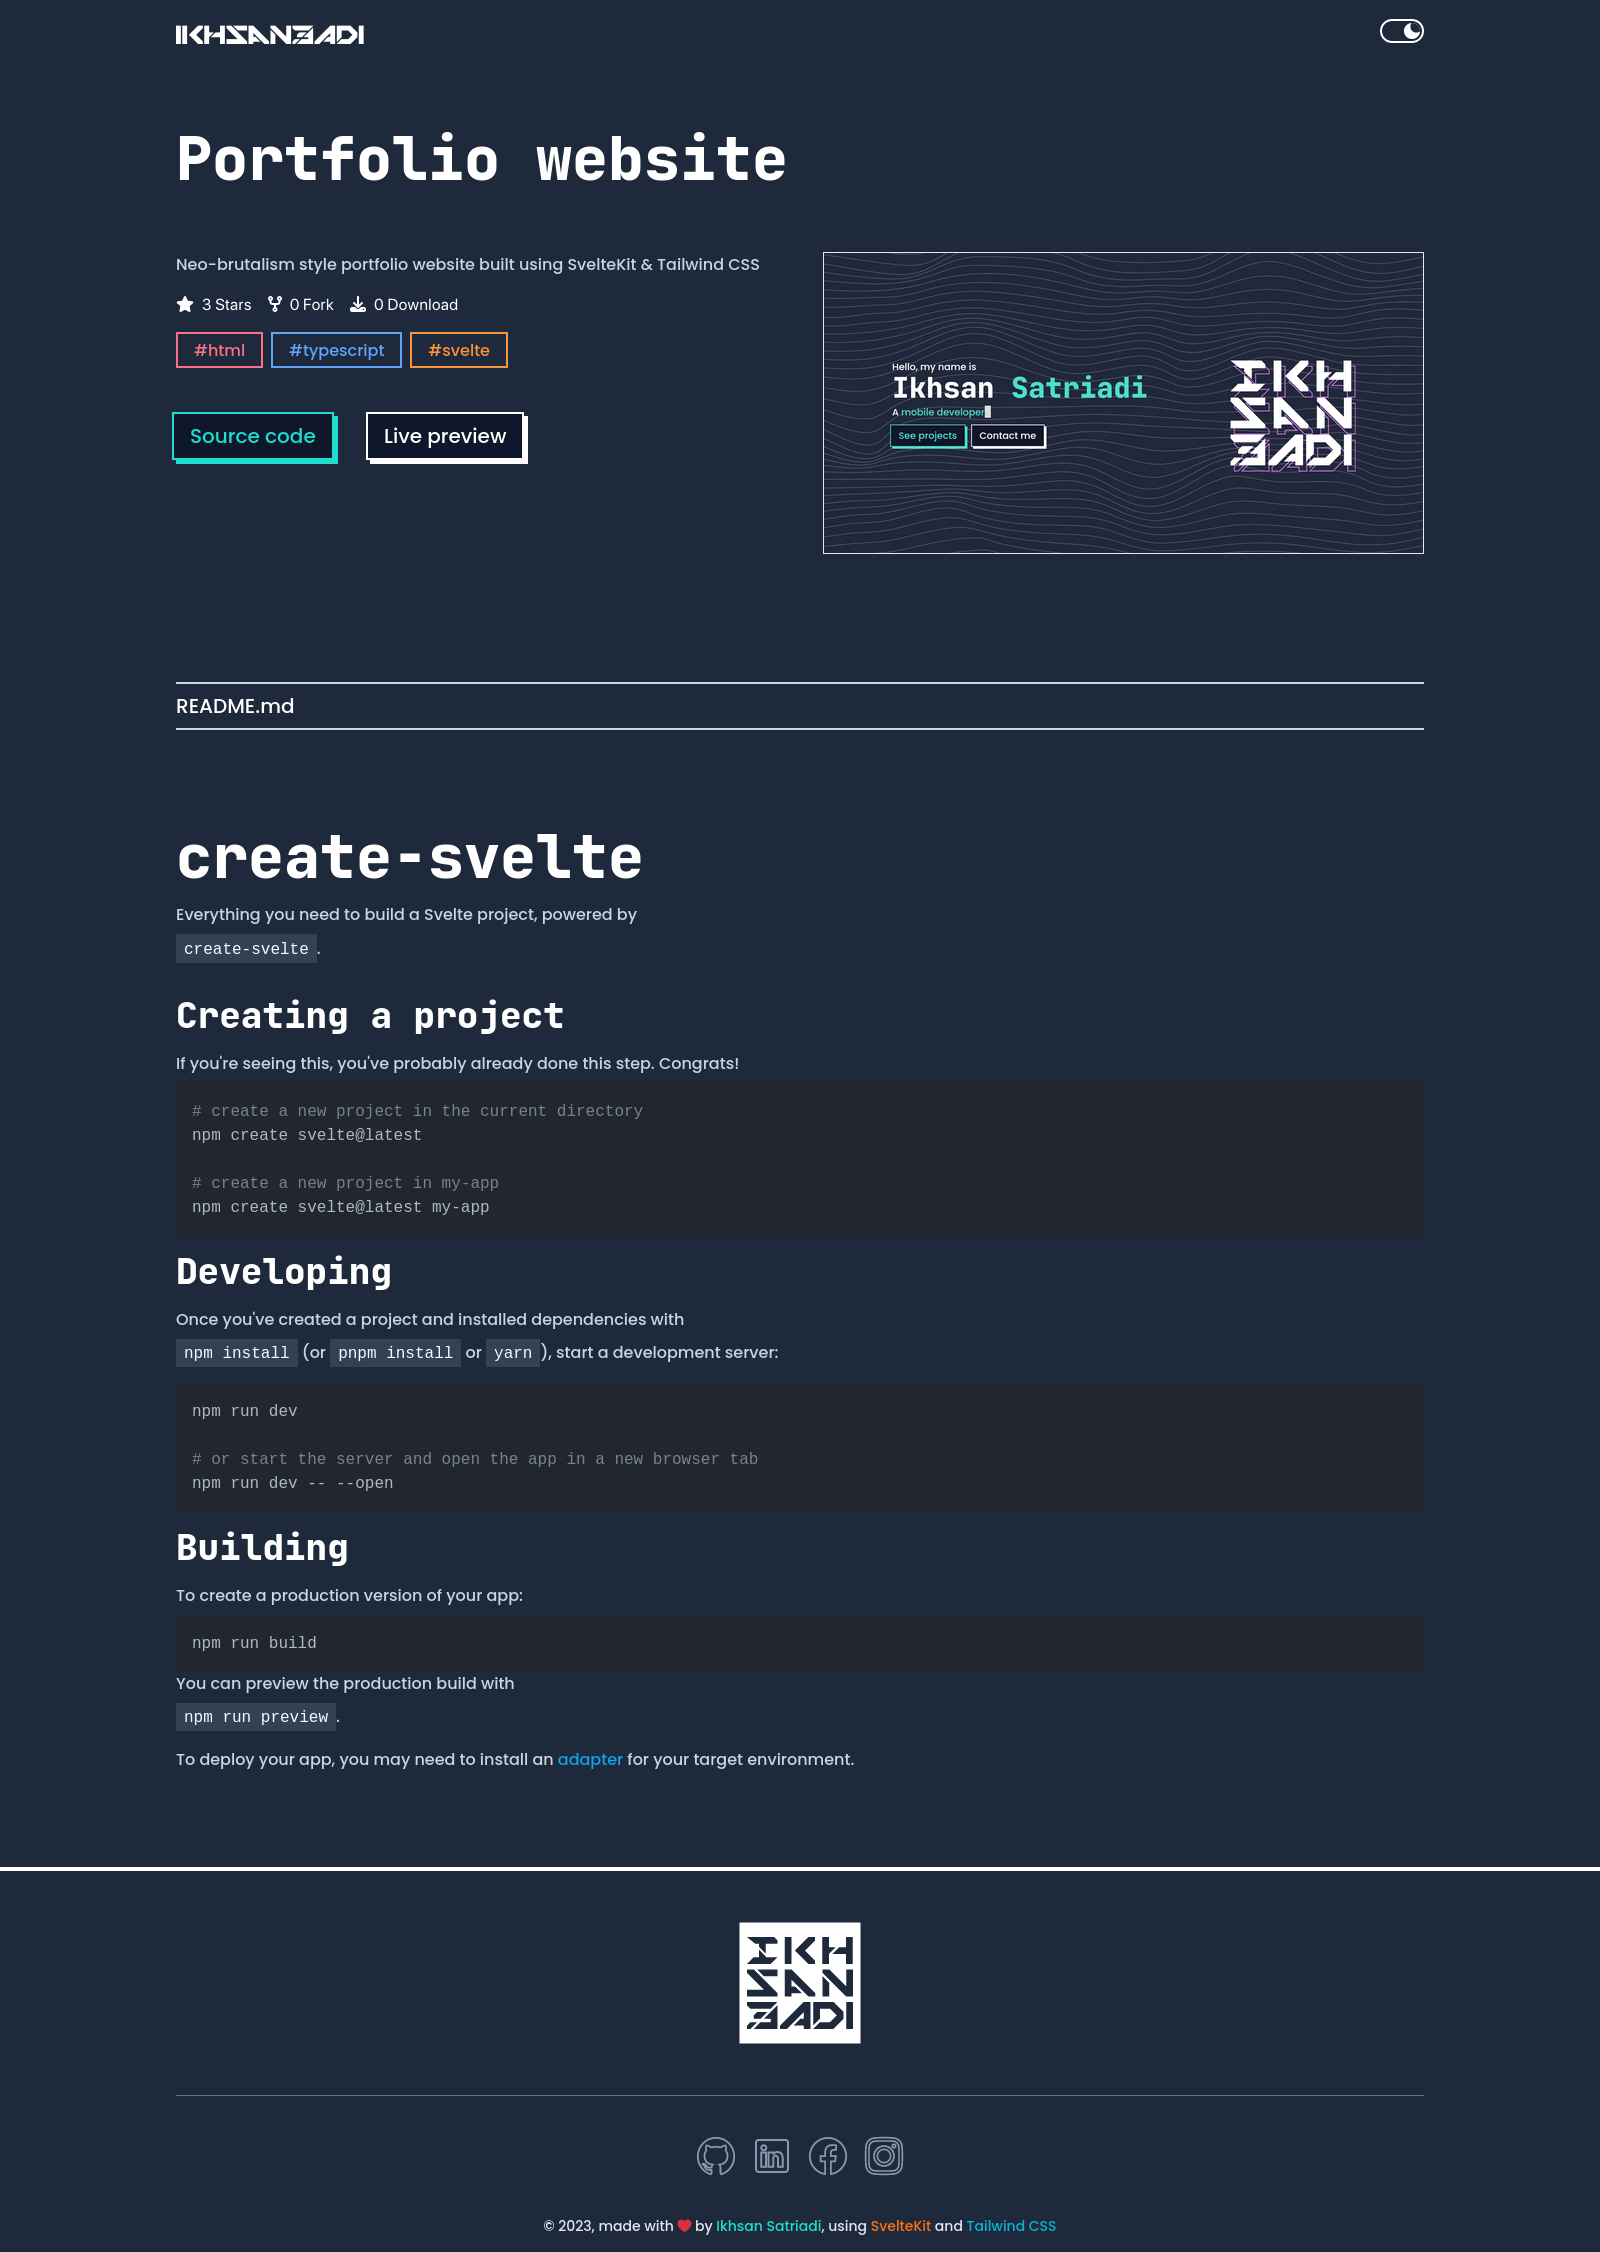 IKHSANSADI
Portfolio website
Neo-brutalism style portfolio website built using SvelteKit & Tailwind CSS
3 Stars 0 Fork 0 Download
#html #typescript #svelte
Source code Live preview
Hello, my name is
Ikhsan Satriadi
A mobile developer
See projects Contact me
IKH
SAN
SADI
README.md
create-svelte
Everything you need to build a Svelte project, powered by
create-svelte.
Creating a project
If you're seeing this, you've probably already done this step. Congrats!
# create a new project in the current directory
npm create svelte@latest
# create a new project in my-app
npm create svelte@latest my-app
Developing
Once you've created a project and installed dependencies with
npm install (or pnpm install or yarn), start a development server:
npm run dev
# or start the server and open the app in a new browser tab
npm run dev -- --open
Building
To create a production version of your app:
npm run build
You can preview the production build with
npm run preview.
To deploy your app, you may need to install an adapter for your target environment.
IKH
SAN
SADI
in
© 2023, made with ❤ by Ikhsan Satriadi, using SvelteKit and Tailwind CSS